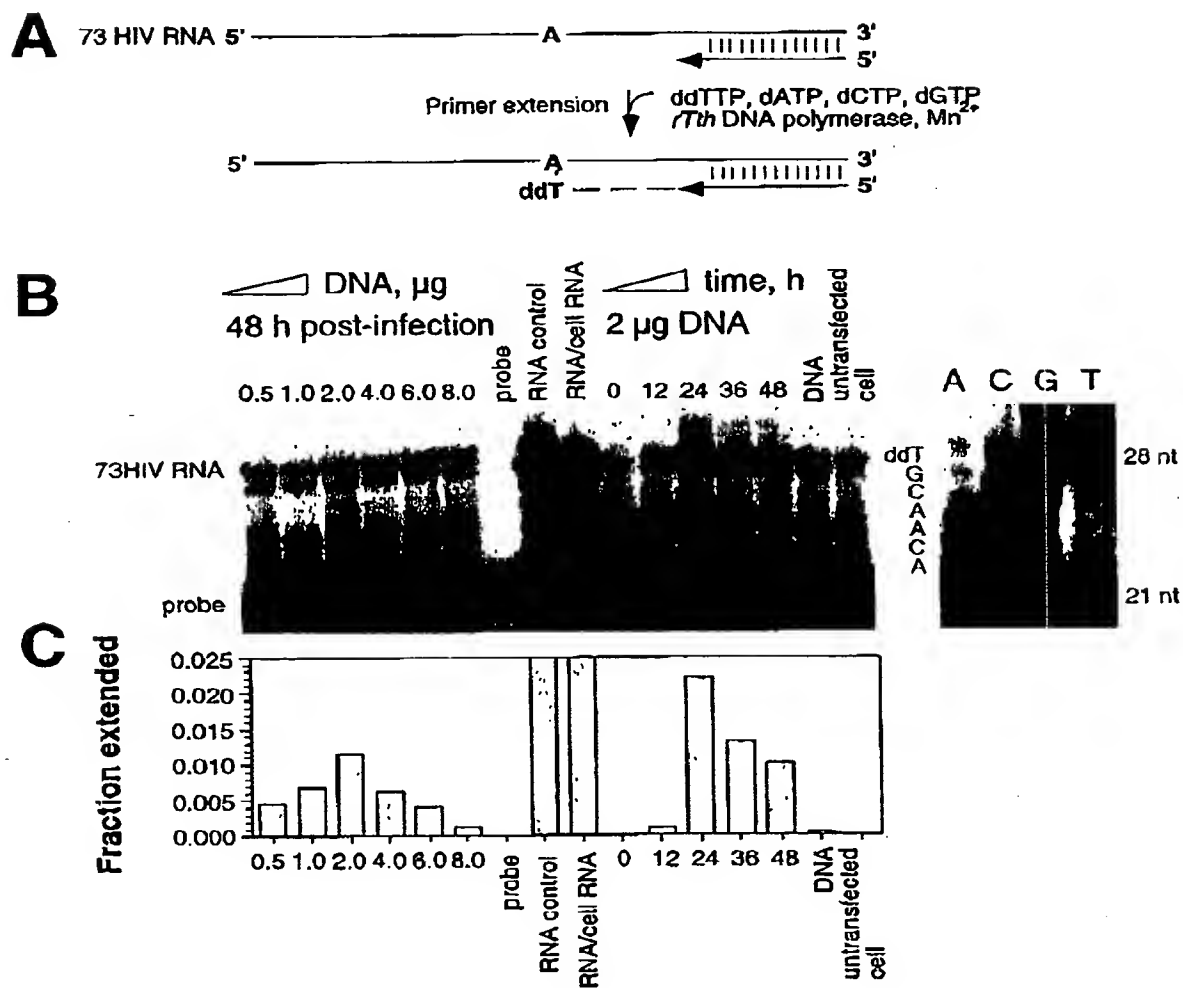 A
73 HIV RNA 5' A 3'
5'
Primer extension
ddTTP, dATP, dCTP, dGTP
rTth DNA polymerase, Mn2+
5' A 3'
ddT 5'
B
DNA, µg
48 h post-infection
probe
RNA control
RNA/cell RNA
time, h
2 µg DNA
DNA
untransfected
cell
0.5 1.0 2.0 4.0 6.0 8.0
0 12 24 36 48
A C G T
73HIV RNA
probe
ddT
G
C
A
A
C
A
28 nt
21 nt
C
Fraction extended
0.025
0.020
0.015
0.010
0.005
0.000
0.5 1.0 2.0 4.0 6.0 8.0
probe
RNA control
RNA/cell RNA
0 12 24 36 48
DNA
untransfected
cell